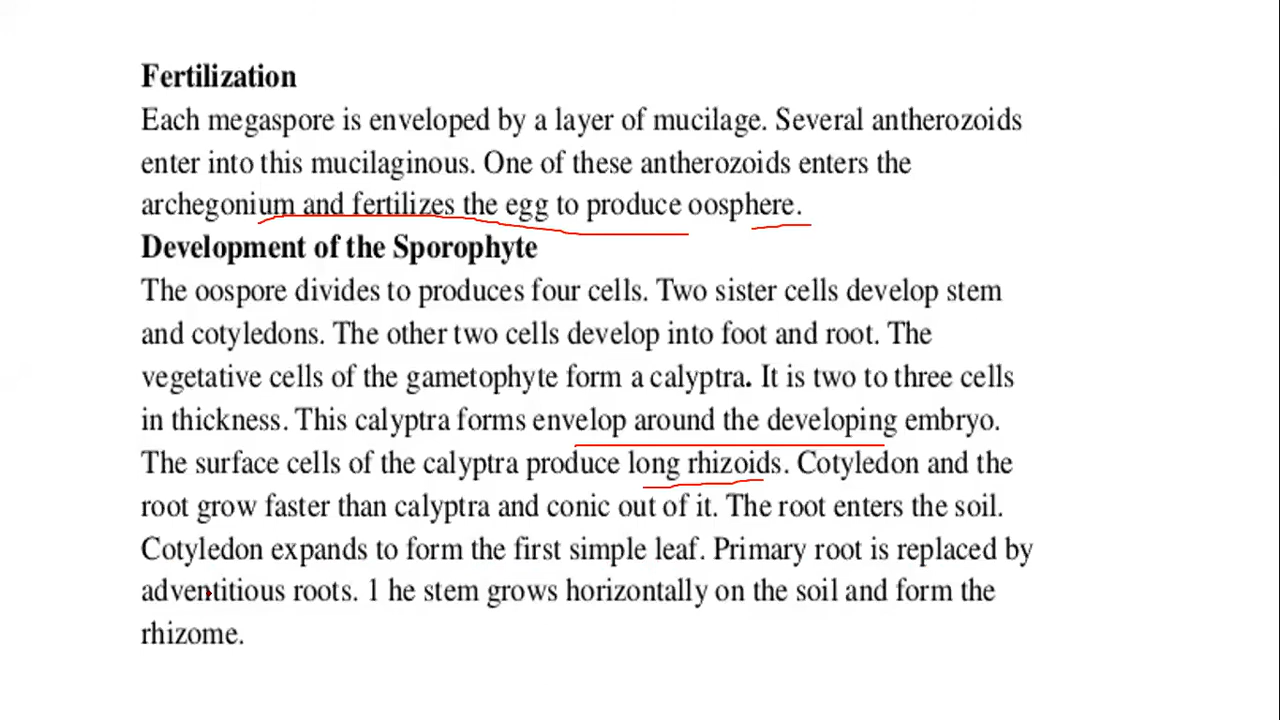 Fertilization
Each megaspore is enveloped by a layer of mucilage. Several antherozoids
enter into this mucilaginous. One of these antherozoids enters the
archegonium and fertilizes the egg to produce oosphere.
Development of the Sporophyte
The oospore divides to produces four cells. Two sister cells develop stem
and cotyledons. The other two cells develop into foot and root. The
vegetative cells of the gametophyte form a calyptra. It is two to three cells
in thickness. This calyptra forms envelop around the developing embryo.
The surface cells of the calyptra produce long rhizoids. Cotyledon and the
root grow faster than calyptra and conic out of it. The root enters the soil.
Cotyledon expands to form the first simple leaf. Primary root is replaced by
adventitious roots. 1 he stem grows horizontally on the soil and form the
rhizome.